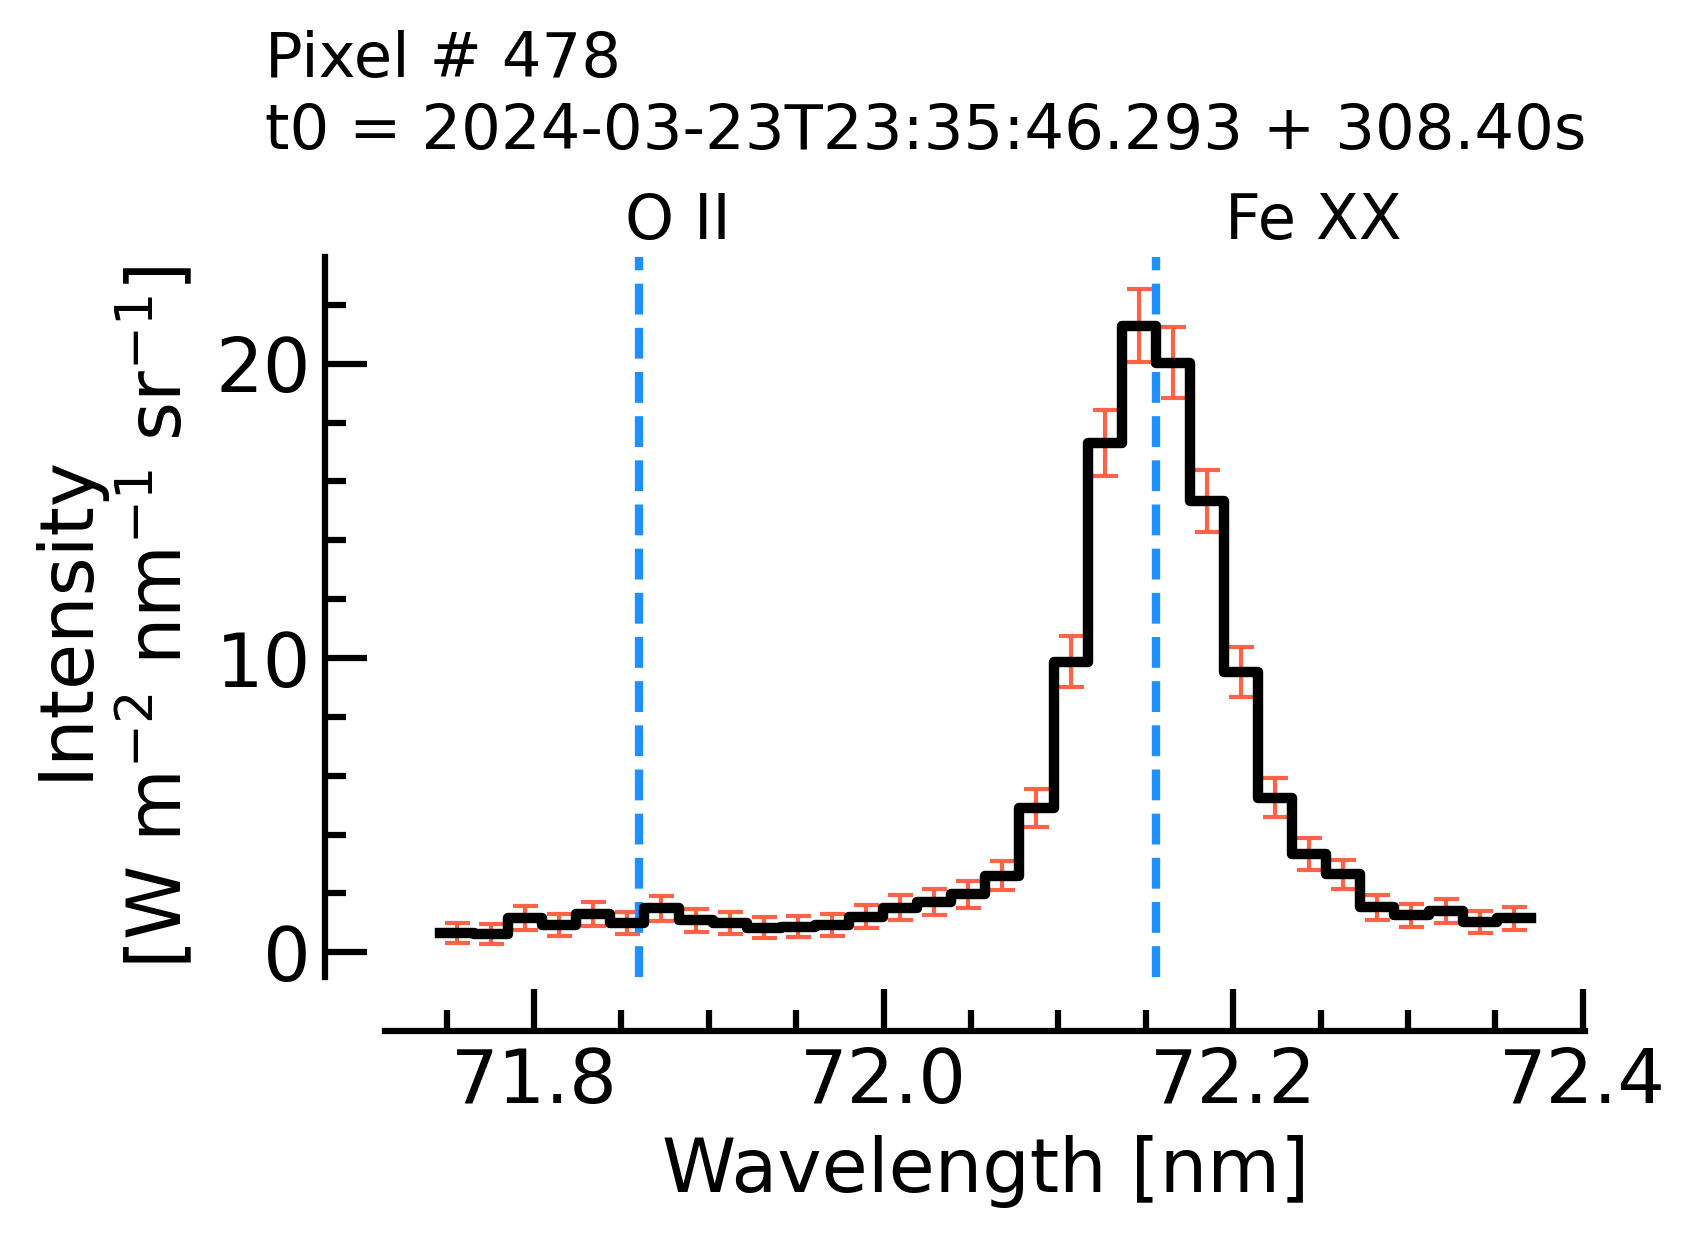 Pixel # 478
t0 = 2024-03-23T23:35:46.293 + 308.40s
O II Fe XX
Intensity
[W m⁻² nm⁻¹ sr⁻¹]
20
10
0
71.8 72.0 72.2 72.4
Wavelength [nm]